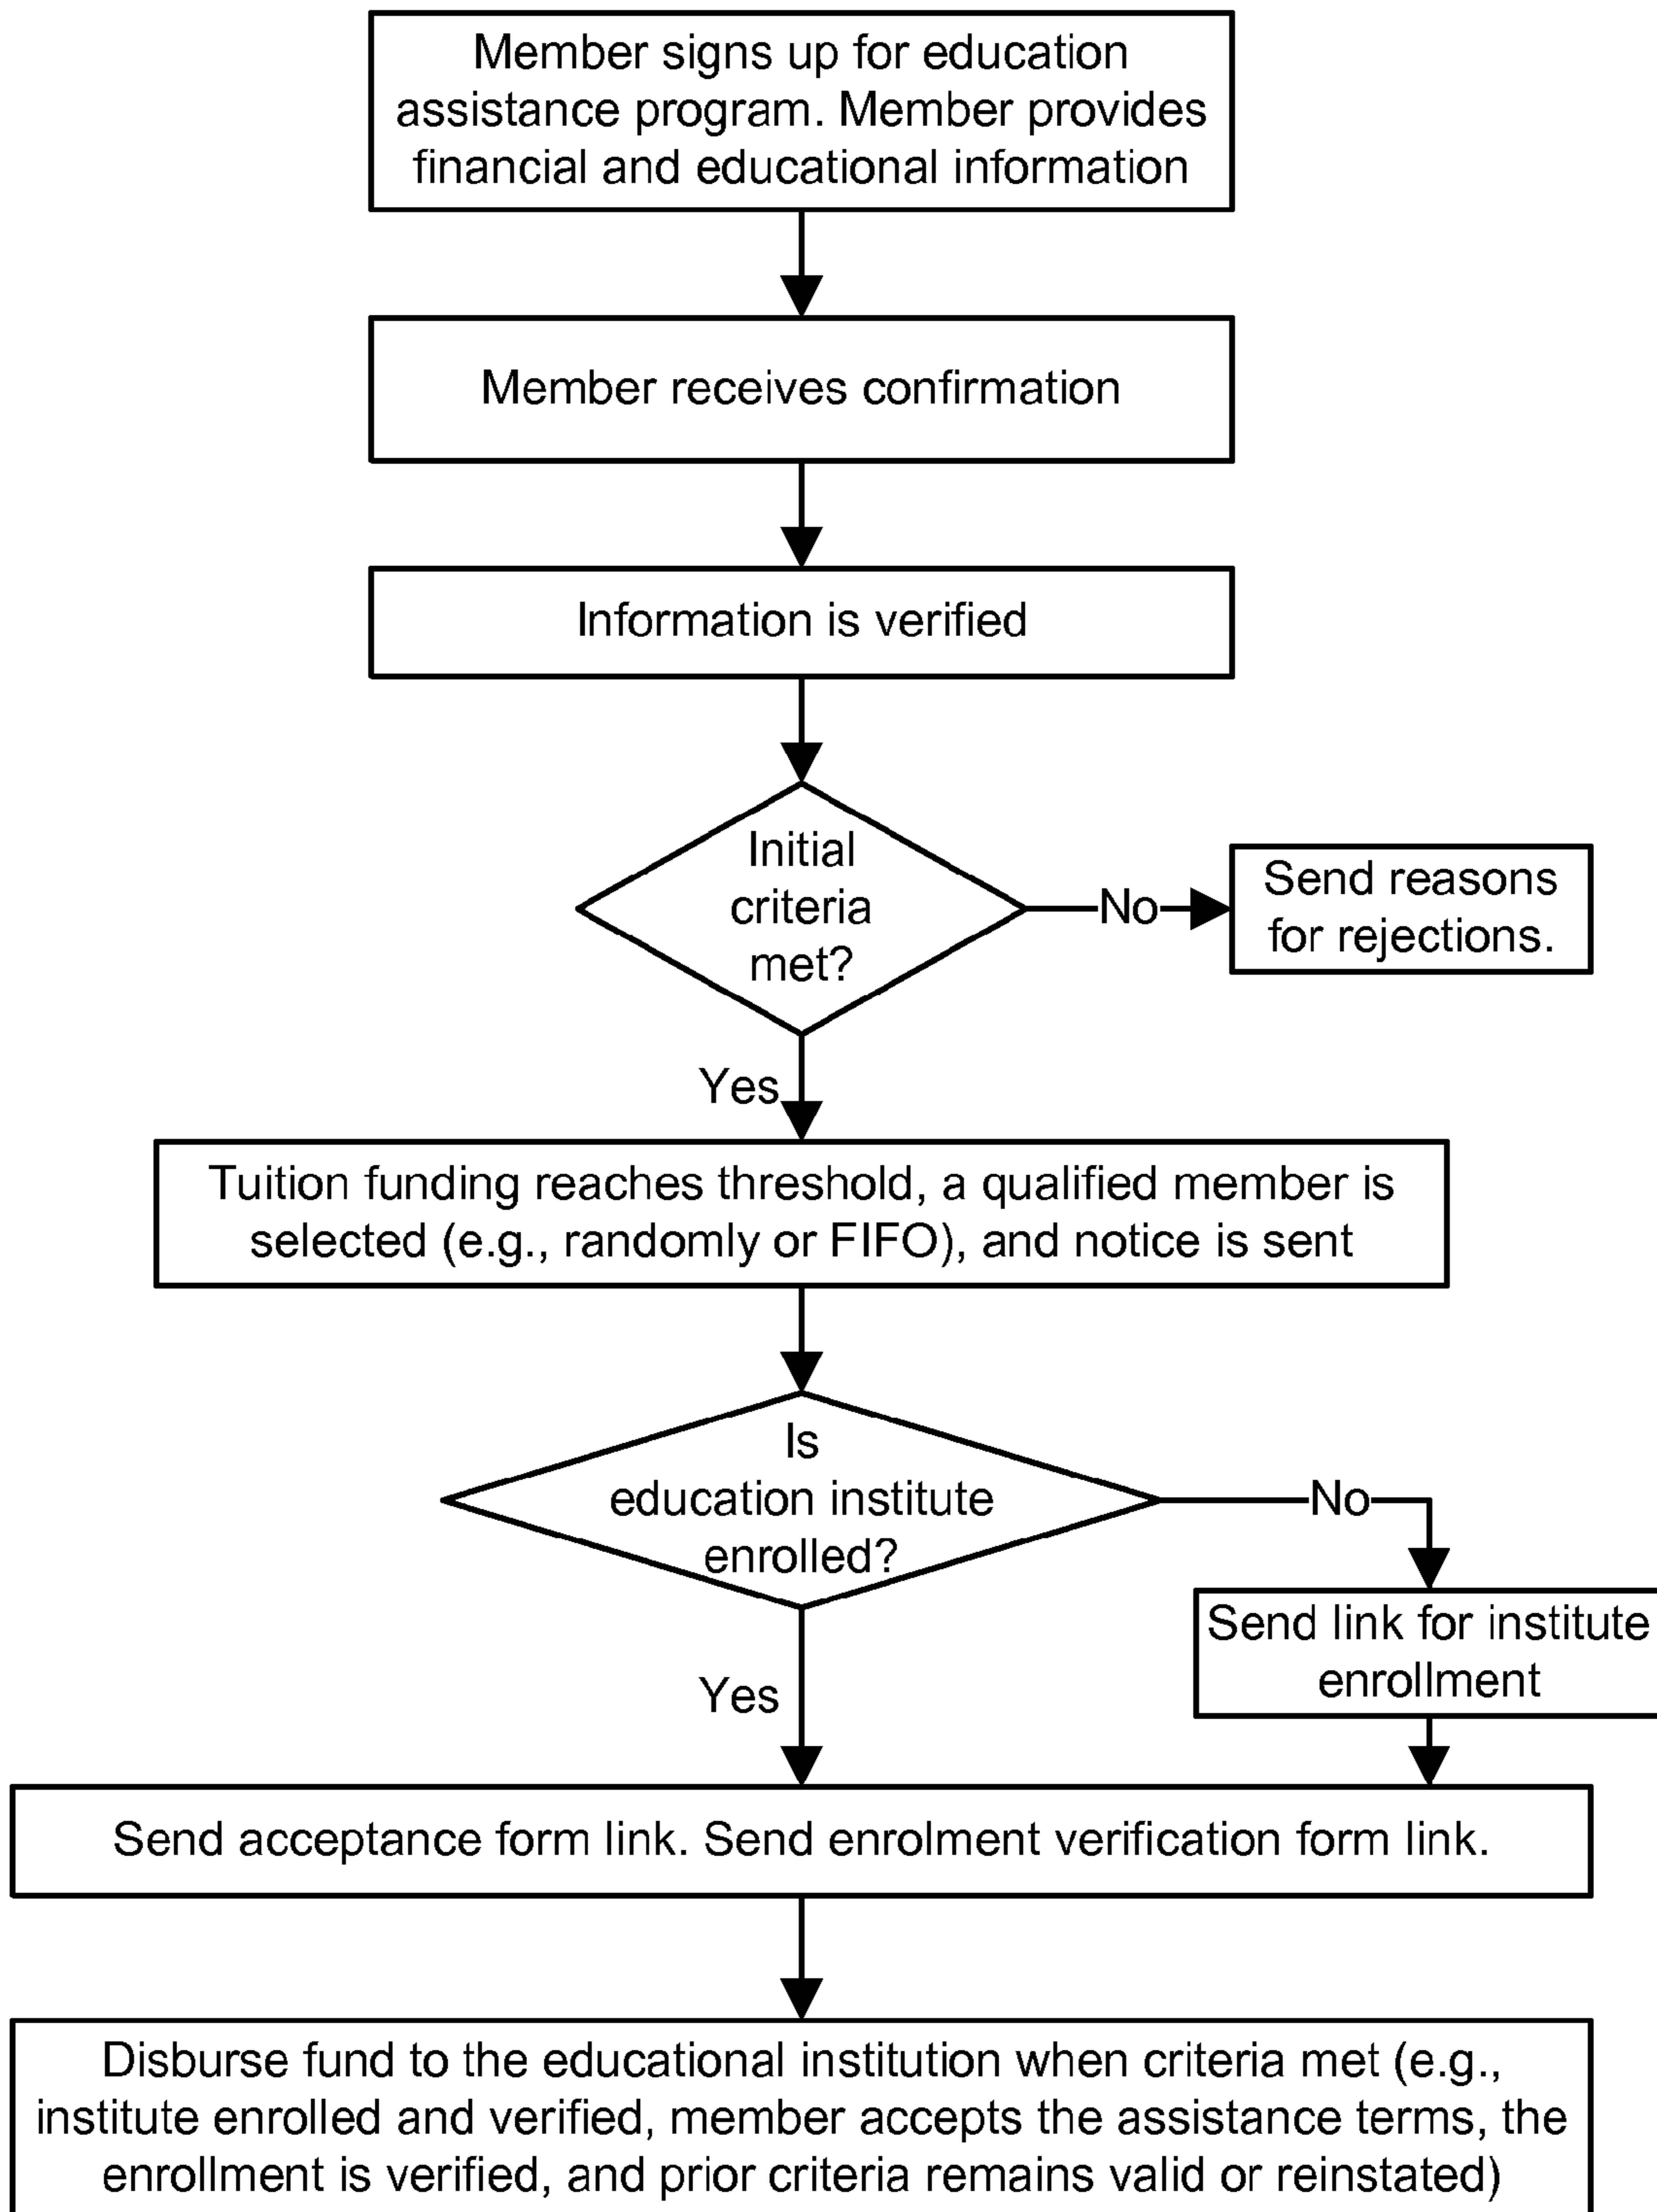 Member signs up for education
assistance program. Member provides
financial and educational information
Member receives confirmation
Information is verified
Initial
criteria
met?
No
Send reasons
for rejections.
Yes
Tuition funding reaches threshold, a qualified member is
selected (e.g., randomly or FIFO), and notice is sent
Is
education institute
enrolled?
No
Send link for institute
enrollment
Yes
Send acceptance form link. Send enrolment verification form link.
Disburse fund to the educational institution when criteria met (e.g.,
institute enrolled and verified, member accepts the assistance terms, the
enrollment is verified, and prior criteria remains valid or reinstated)